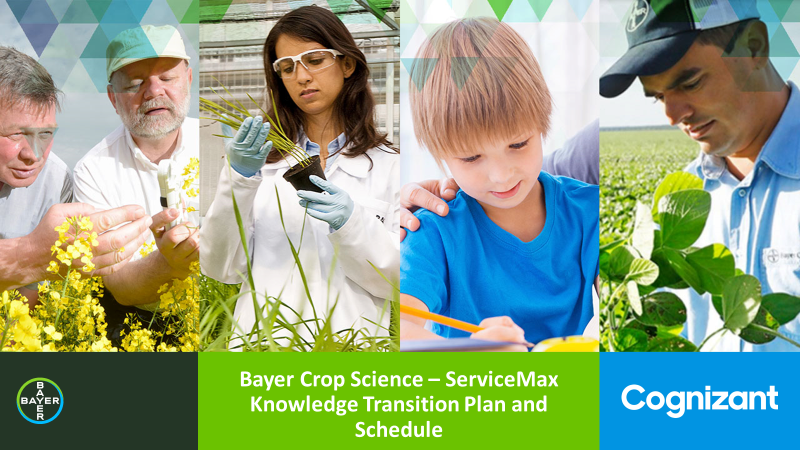 Bayer Crop Science – ServiceMax
Knowledge Transition Plan and
Schedule
BAYER
BAYER
Cognizant